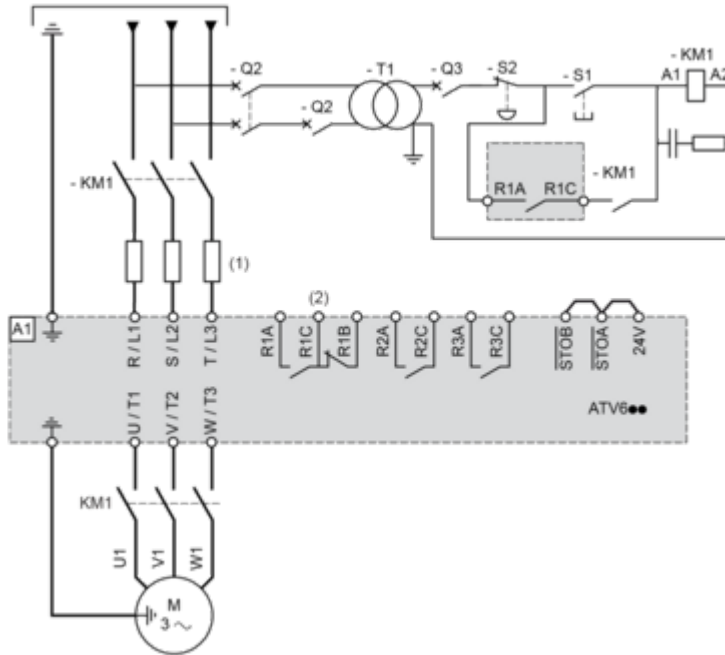 - Q2
- T1
- Q3
- S2
- S1
- KM1
A1
A2
- Q2
- KM1
R1A
R1C
- KM1
(1)
(2)
A1
R / L1
S / L2
T / L3
R1A
R1C
R1B
R2A
R2C
R3A
R3C
STOB
STOA
24V
U / T1
V / T2
W / T3
ATV6●●
KM1
U1
V1
W1
M
3 ~